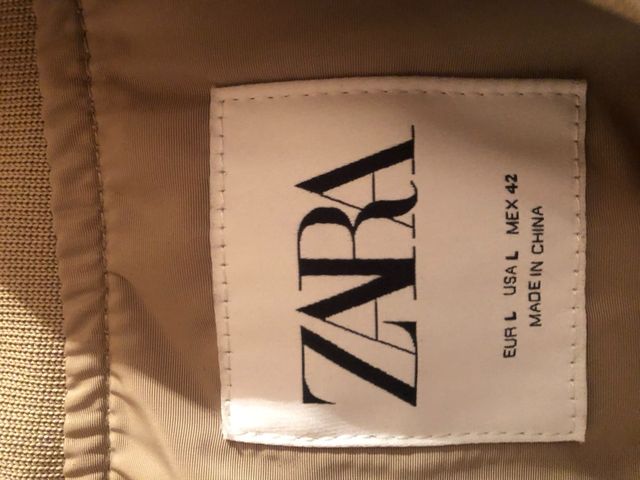 ZARA
EUR L USA L MEX 42
MADE IN CHINA